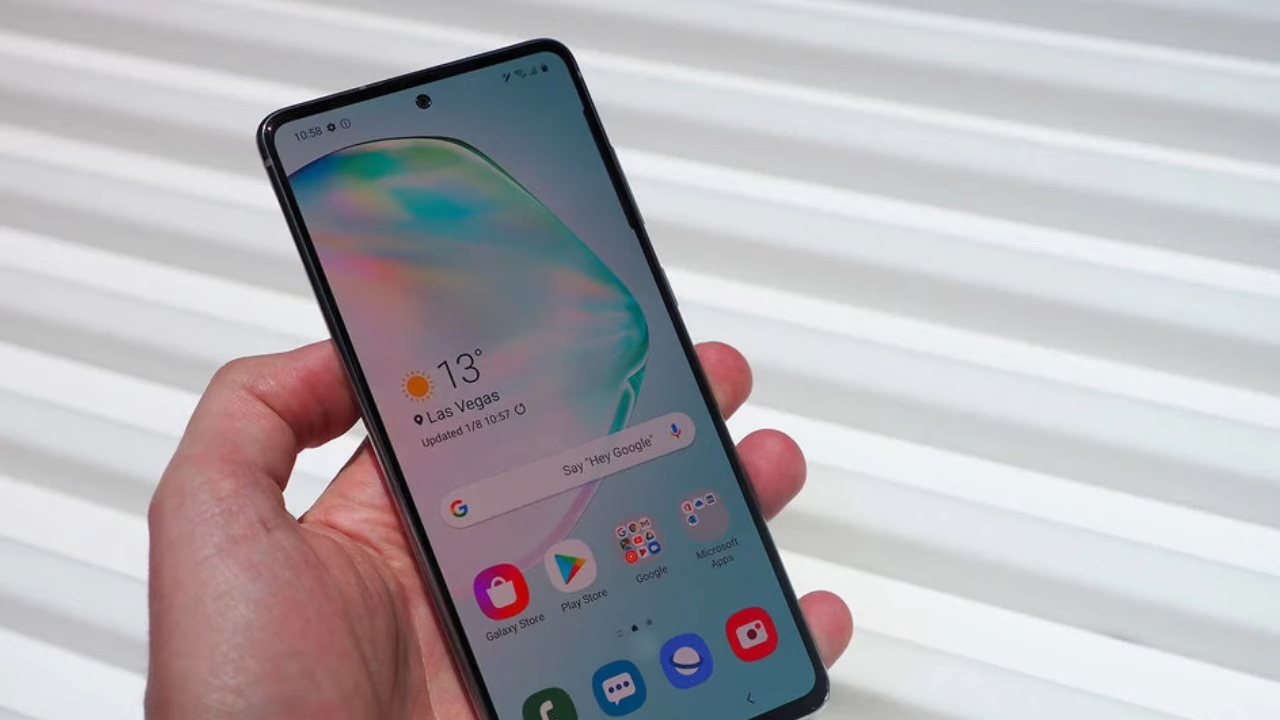 10:58
13°
Las Vegas
Updated 1/8 10:57
Say "Hey Google"
Galaxy Store
Play Store
Google
Microsoft
Apps